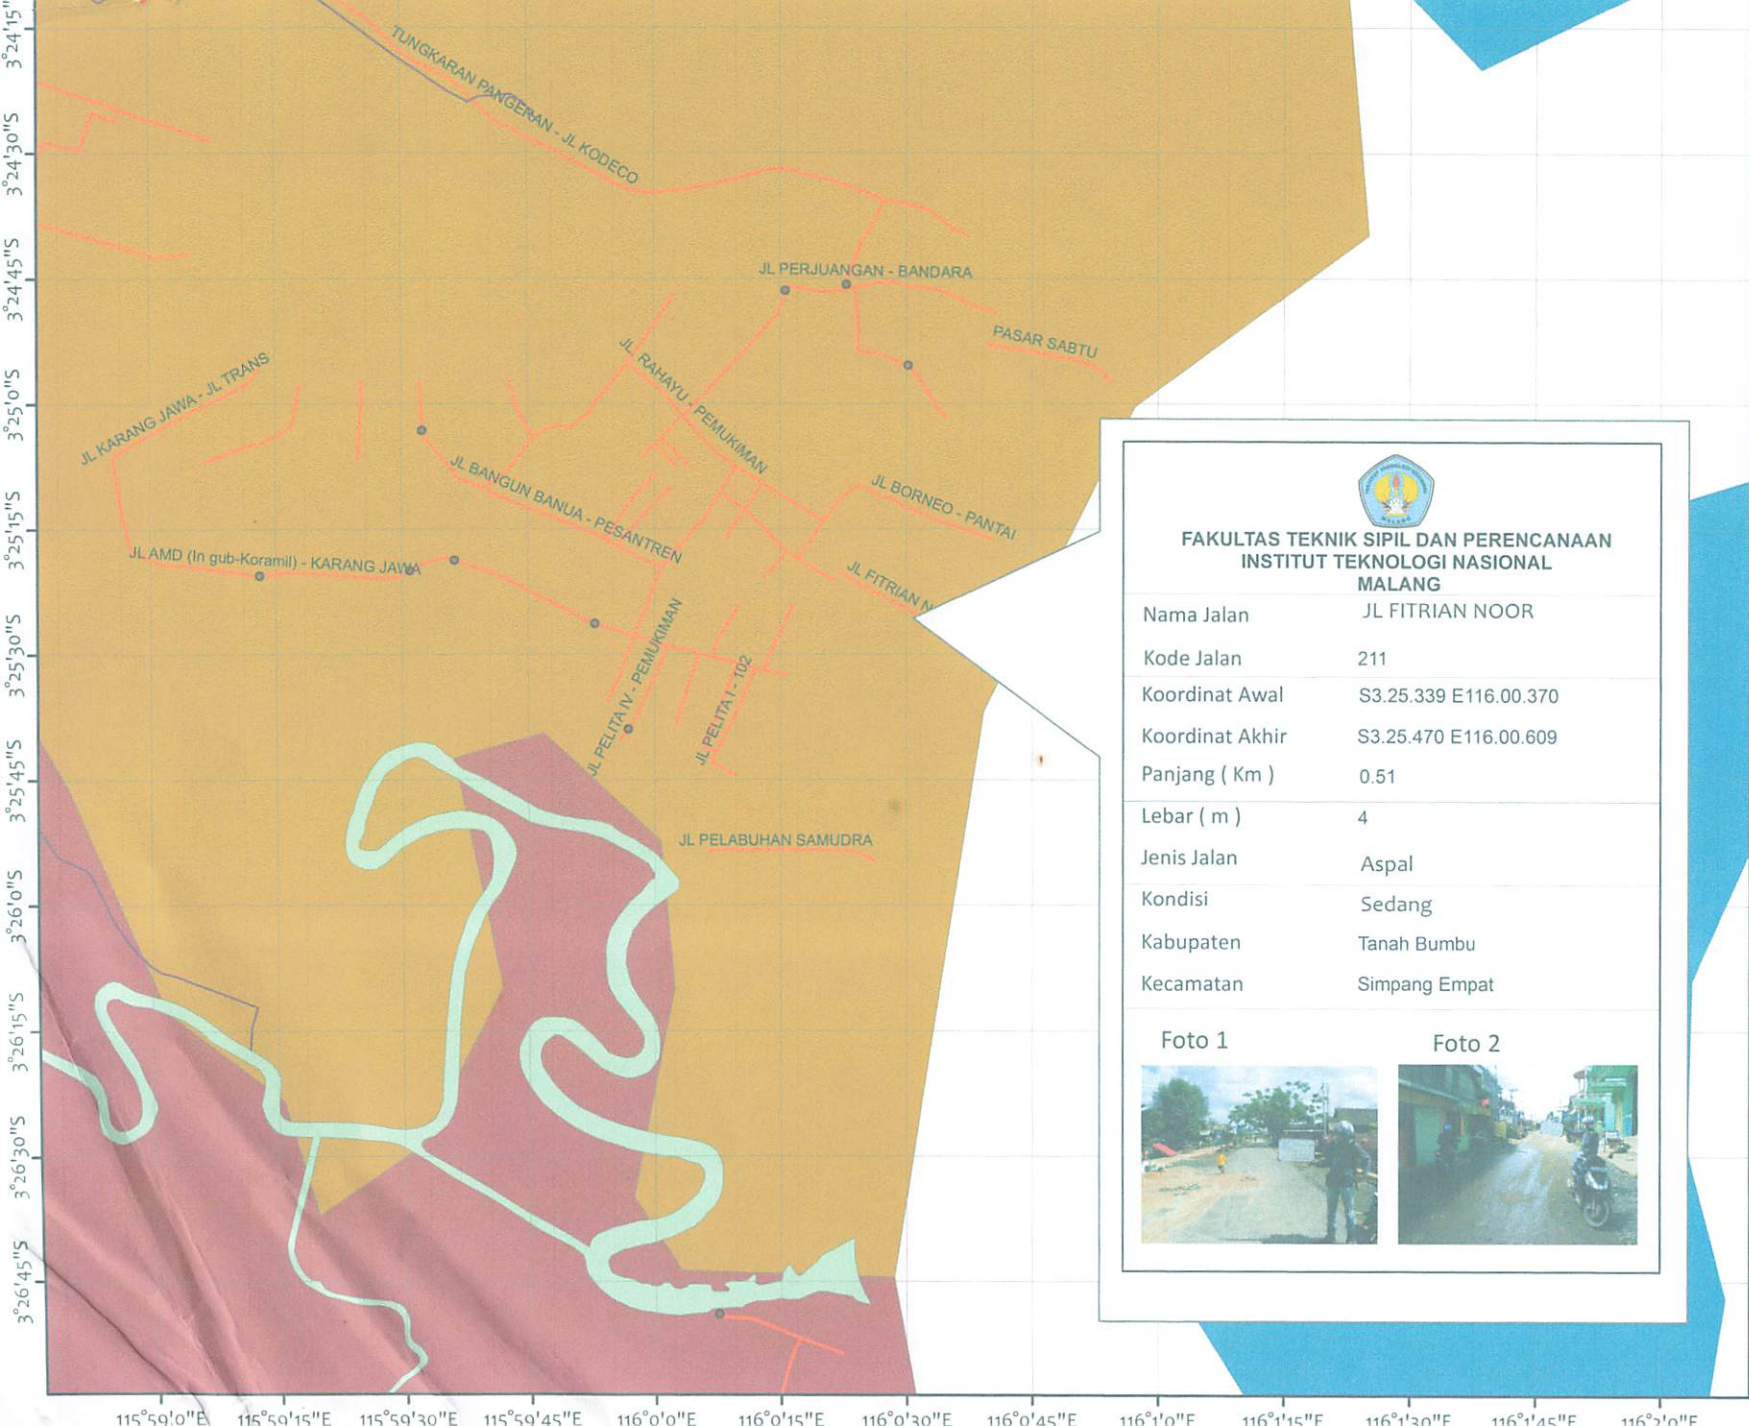 3°24'15"S
3°24'30"S
3°24'45"S
3°25'0"S
3°25'15"S
3°25'30"S
3°25'45"S
3°26'0"S
3°26'15"S
3°26'30"S
3°26'45"S
TUNGKARAN PANGERAN - JL KODECO
JL PERJUANGAN - BANDARA
PASAR SABTU
JL RAHAYU - PEMUKIMAN
JL KARANG JAWA - JL TRANS
JL BANGUN BANUA - PESANTREN
JL BORNEO - PANTAI
JL AMD (In gub-Koramil) - KARANG JAWA
JL FITRIAN N
JL PELITA IV - PEMUKIMAN
JL PELITA I - 102
JL PELABUHAN SAMUDRA
MALANG
FAKULTAS TEKNIK SIPIL DAN PERENCANAAN
INSTITUT TEKNOLOGI NASIONAL
MALANG
Nama Jalan JL FITRIAN NOOR
Kode Jalan 211
Koordinat Awal S3.25.339 E116.00.370
Koordinat Akhir S3.25.470 E116.00.609
Panjang ( Km ) 0.51
Lebar ( m ) 4
Jenis Jalan Aspal
Kondisi Sedang
Kabupaten Tanah Bumbu
Kecamatan Simpang Empat
Foto 1 Foto 2
115°59'0"E 115°59'15"E 115°59'30"E 115°59'45"E 116°0'0"E 116°0'15"E 116°0'30"E 116°0'45"E 116°1'0"E 116°1'15"E 116°1'30"E 116°1'45"E 116°2'0"E